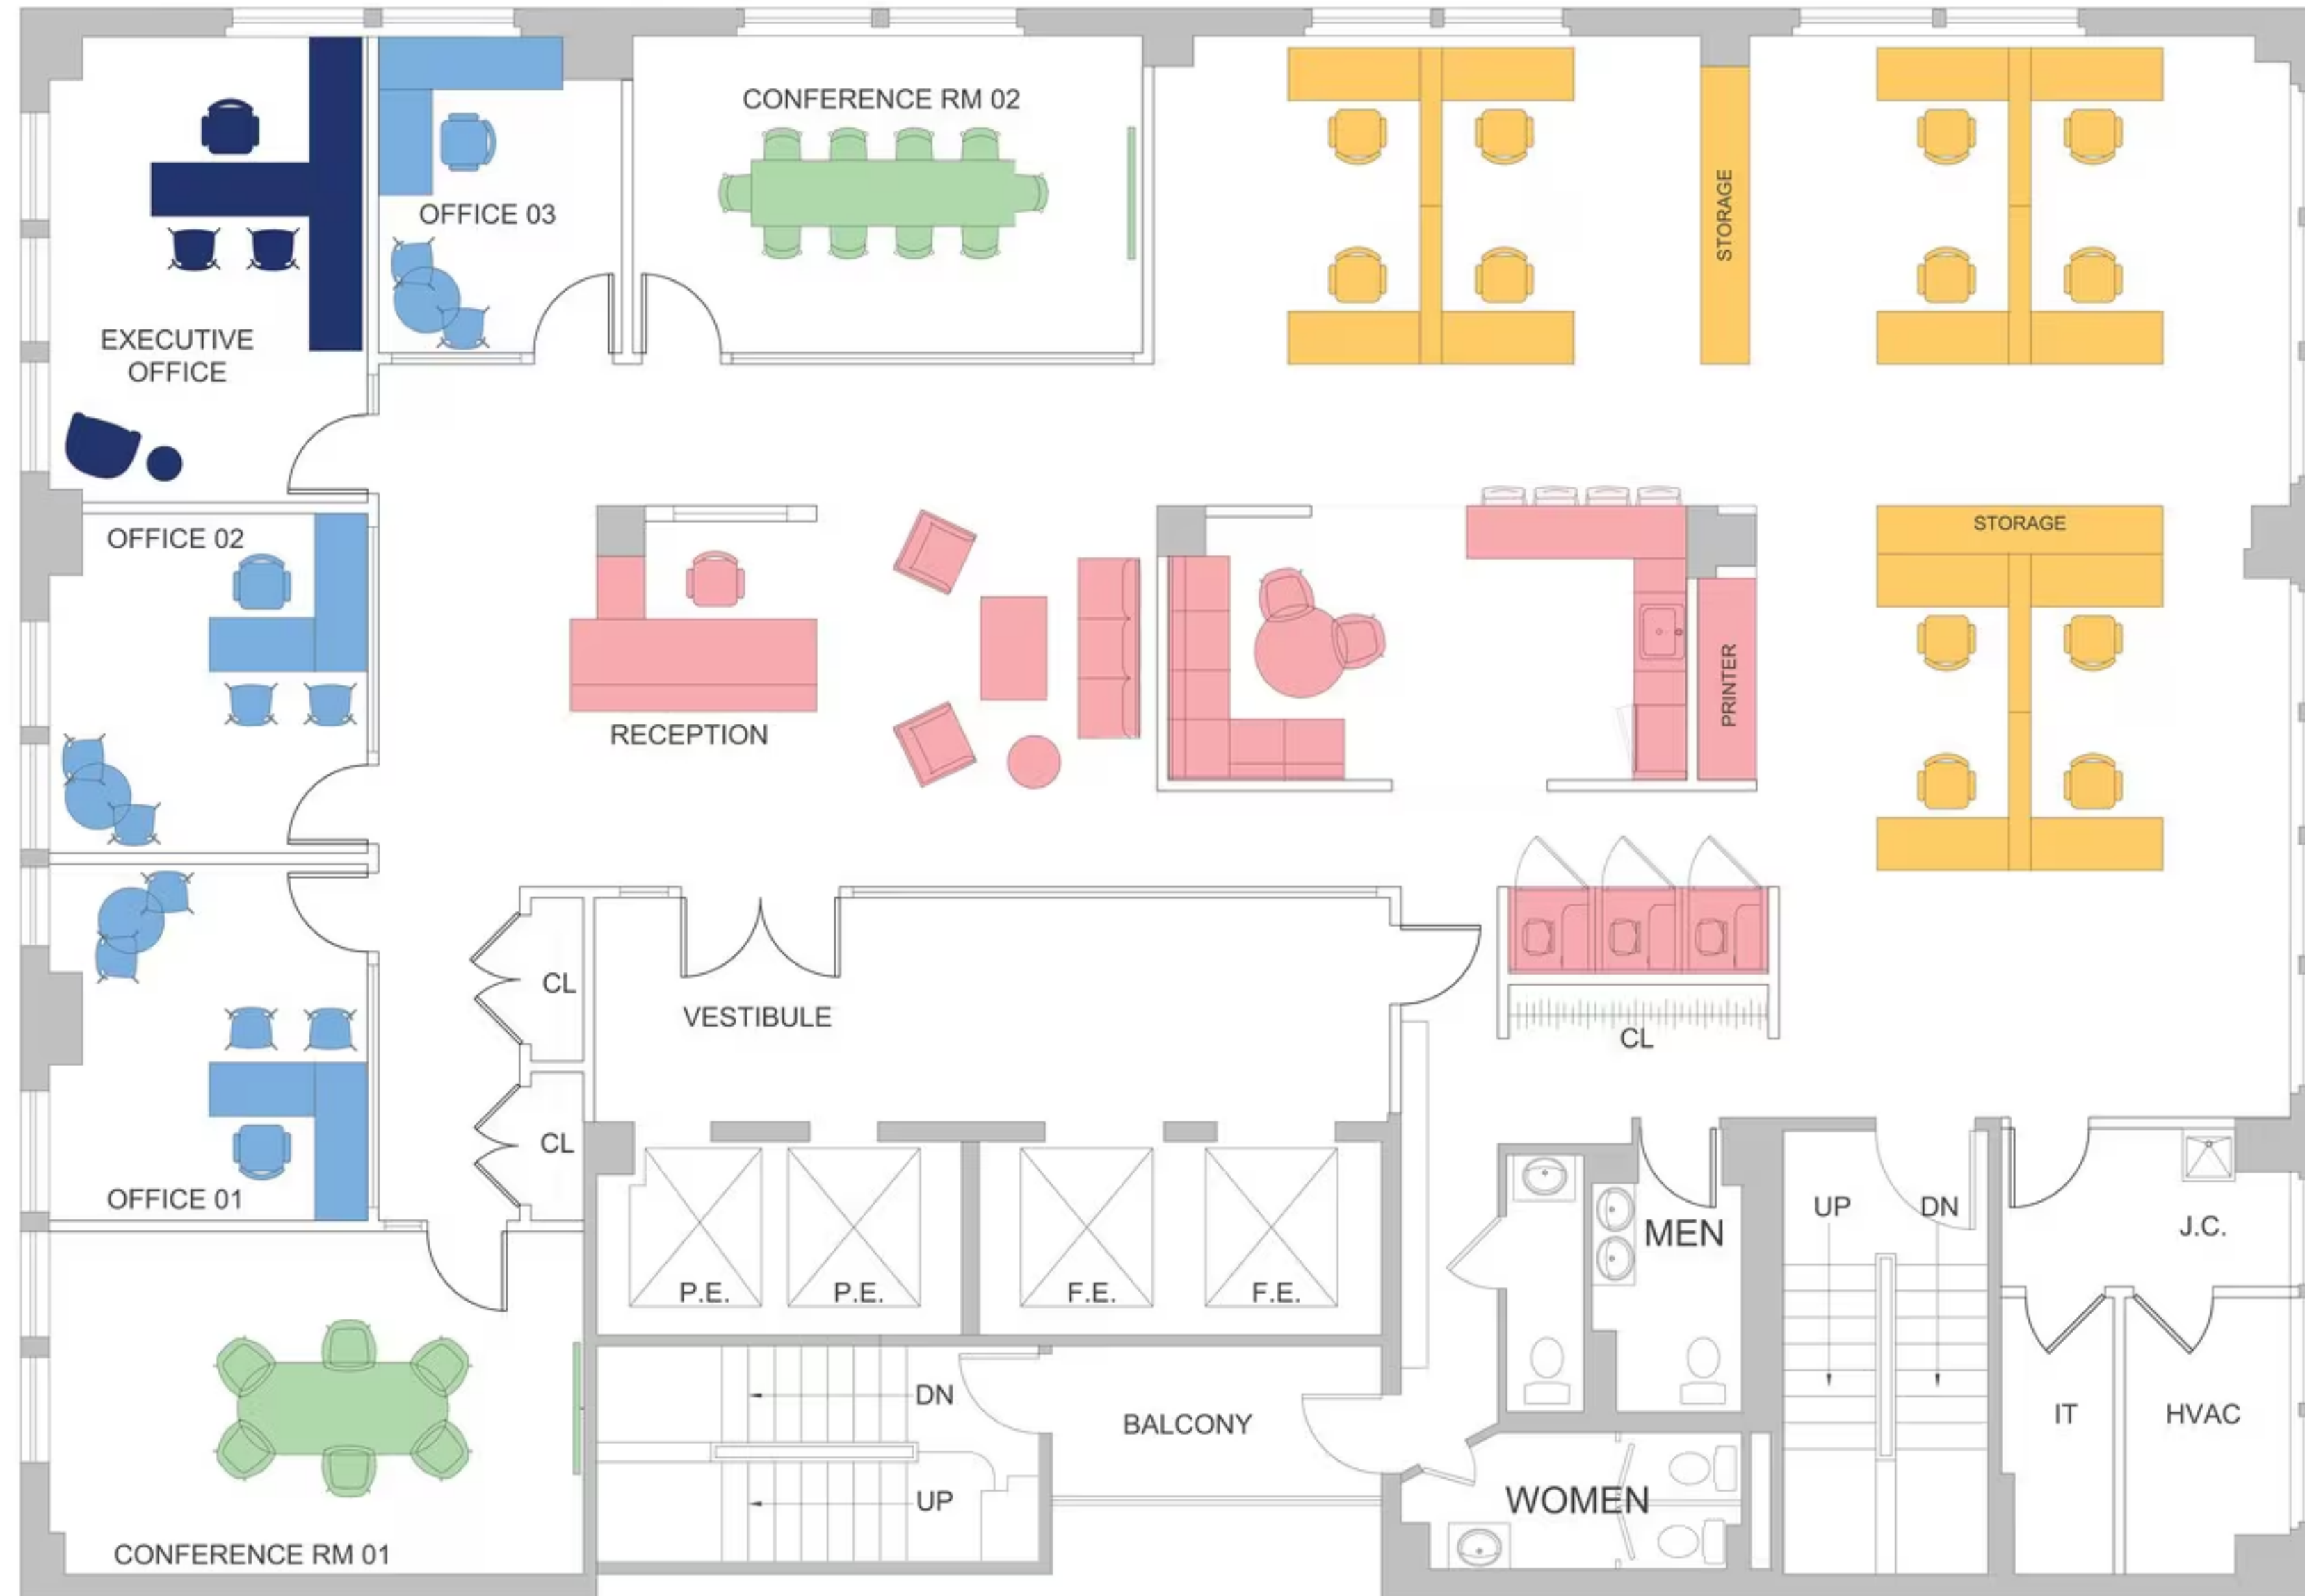 CONFERENCE RM 02
STORAGE
OFFICE 03
EXECUTIVE
OFFICE
OFFICE 02
STORAGE
PRINTER
RECEPTION
CL
VESTIBULE
CL
CL
OFFICE 01
UP
DN
MEN
J.C.
P.E.
P.E.
F.E.
F.E.
DN
BALCONY
IT
HVAC
UP
WOMEN
CONFERENCE RM 01